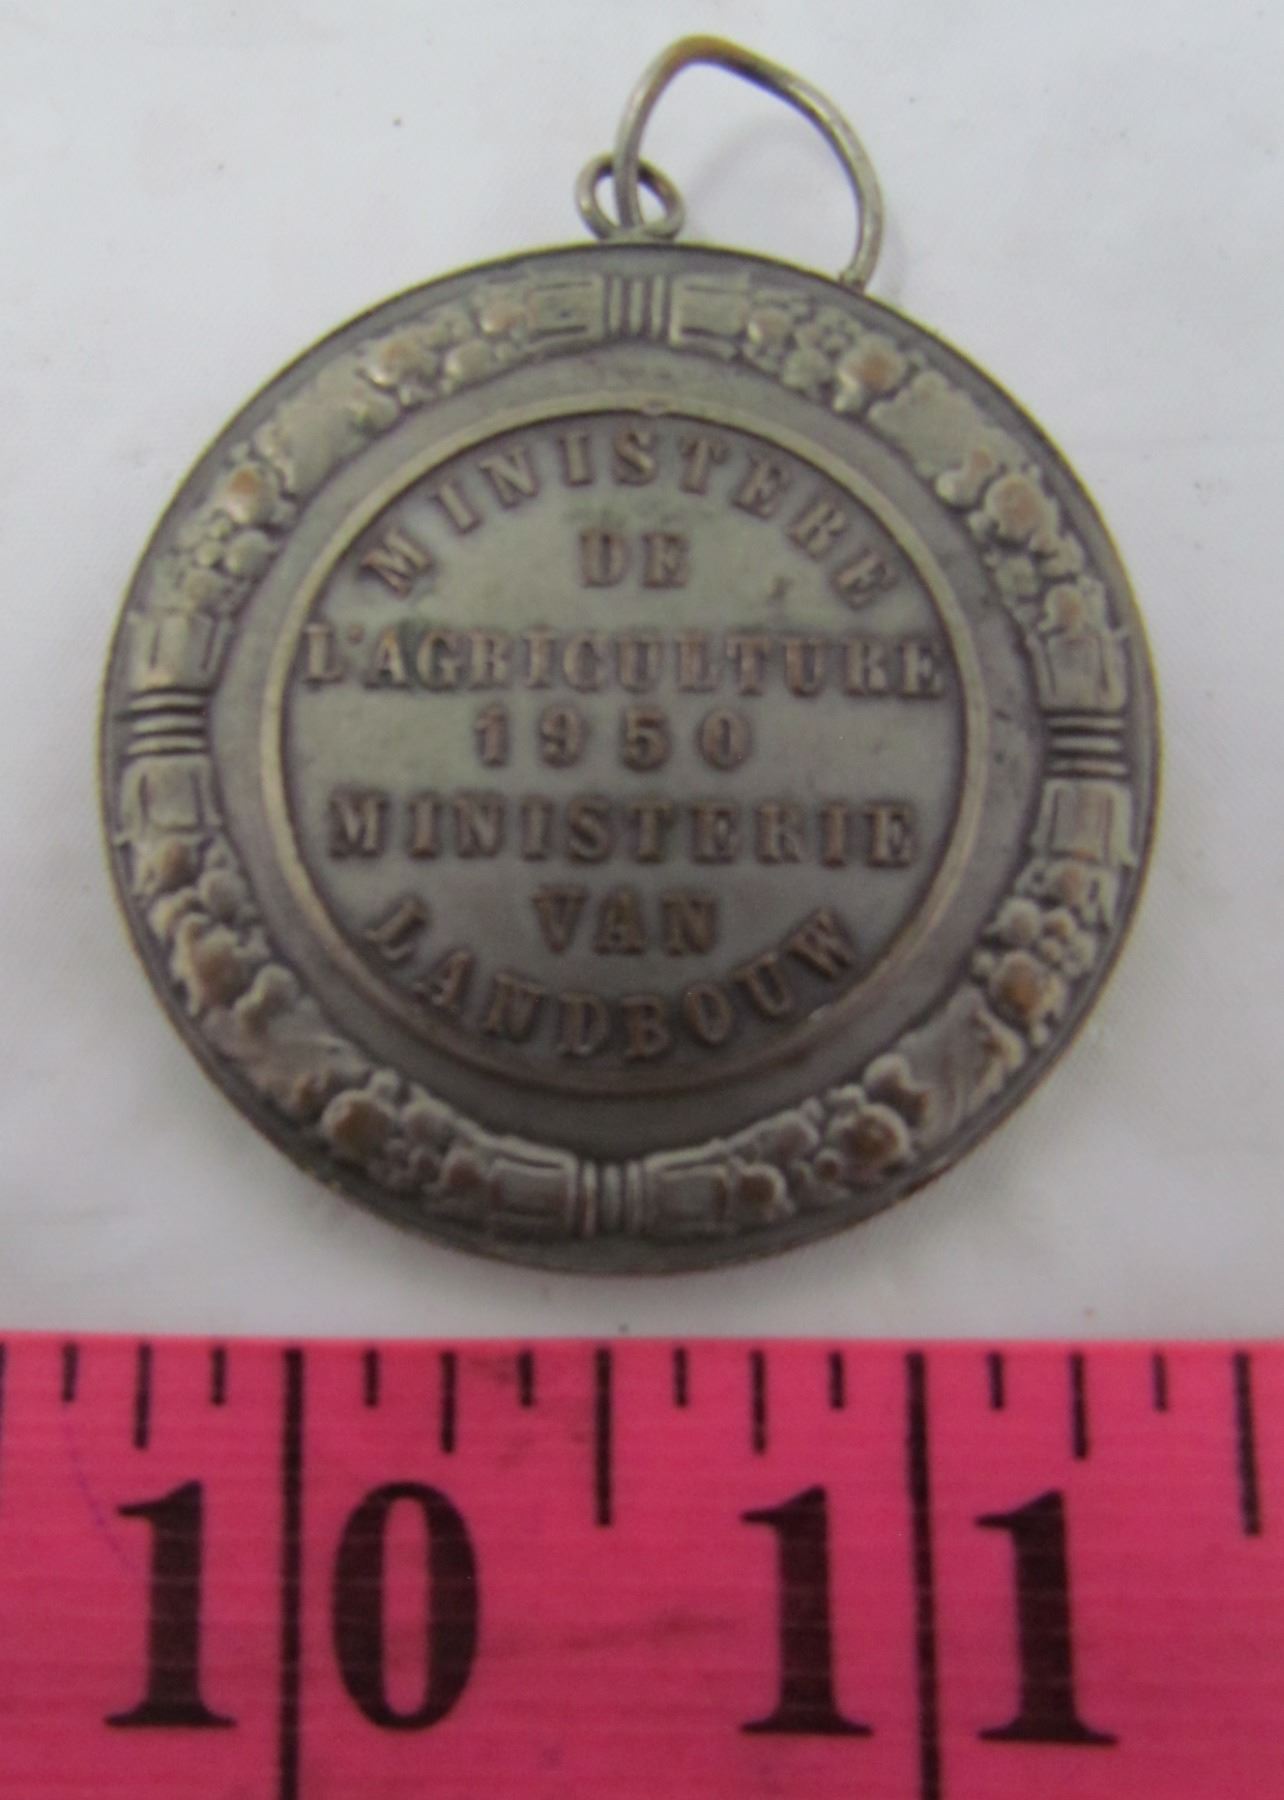 MINISTERE
DE
L'AGRICULTURE
1950
MINISTERIE
VAN
LANDBOUW
10 11